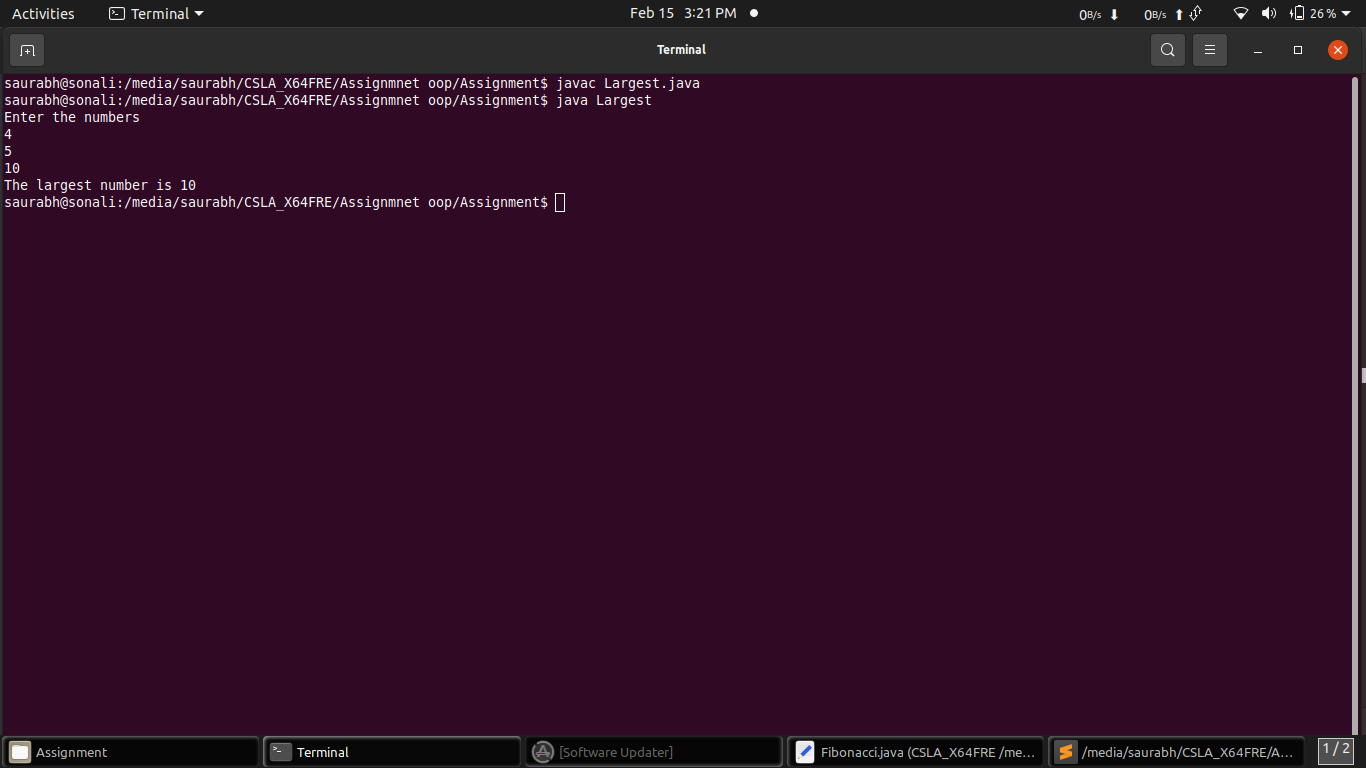 Activities Terminal Feb 15 3:21 PM 0B/s 0B/s 26%
Terminal
saurabh@sonali:/media/saurabh/CSLA_X64FRE/Assignmnet oop/Assignment$ javac Largest.java
saurabh@sonali:/media/saurabh/CSLA_X64FRE/Assignmnet oop/Assignment$ java Largest
Enter the numbers
4
5
10
The largest number is 10
saurabh@sonali:/media/saurabh/CSLA_X64FRE/Assignmnet oop/Assignment$
Assignment Terminal [Software Updater] Fibonacci.java (CSLA_X64FRE /me... /media/saurabh/CSLA_X64FRE/A... 1 / 2